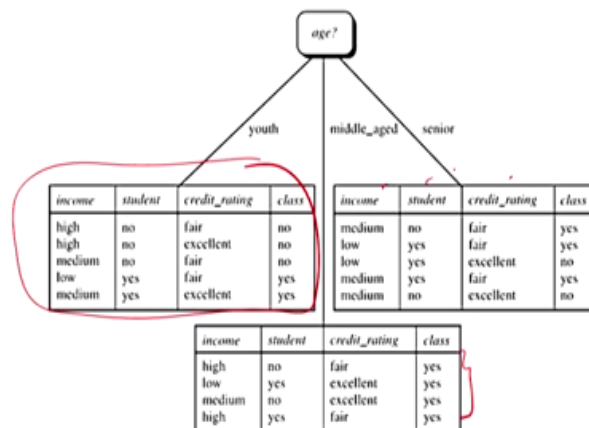 age?
youth
middle_aged
senior
income student credit_rating class
high no fair no
high no excellent no
medium no fair no
low yes fair yes
medium yes excellent yes
income student credit_rating class
medium no fair yes
low yes fair yes
low yes excellent no
medium yes fair yes
medium no excellent no
income student credit_rating class
high no fair yes
low yes excellent yes
medium no excellent yes
high yes fair yes